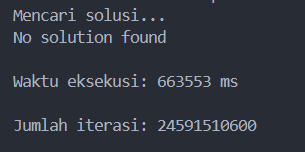 Mencari solusi...
No solution found
Waktu eksekusi: 663553 ms
Jumlah iterasi: 24591510600